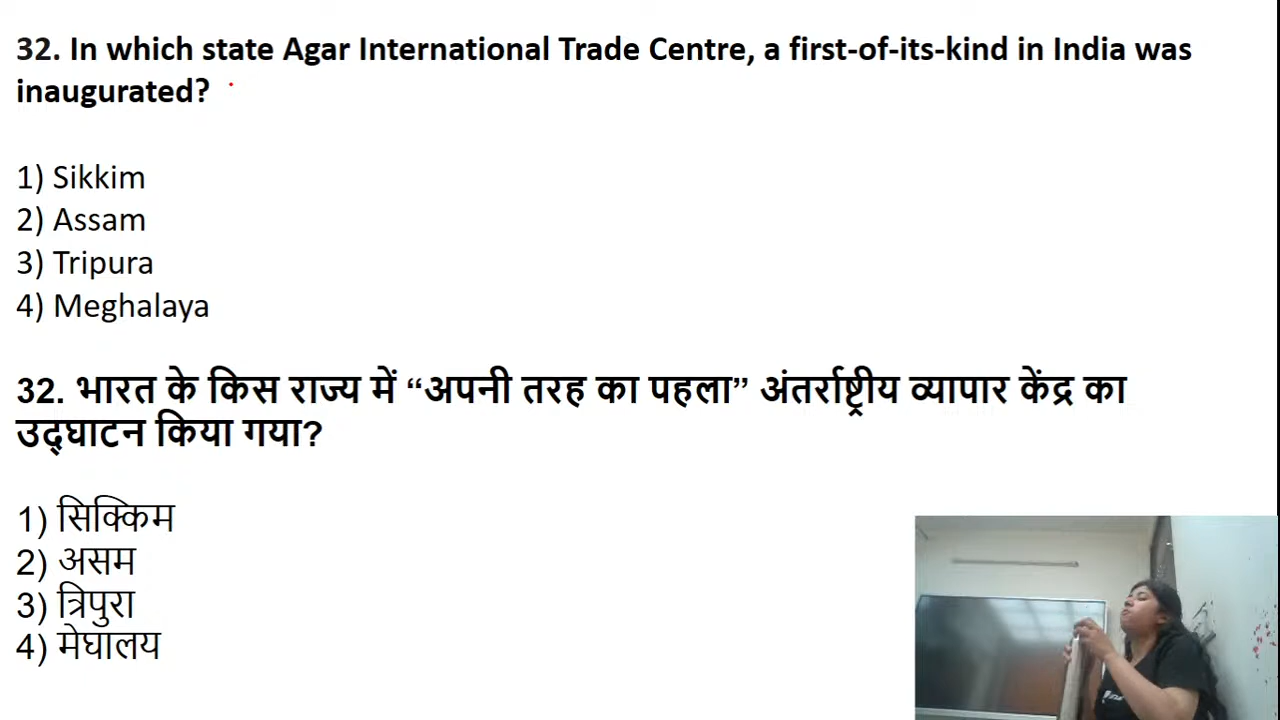 32. In which state Agar International Trade Centre, a first-of-its-kind in India was
inaugurated?
1) Sikkim
2) Assam
3) Tripura
4) Meghalaya
32. भारत के किस राज्य में “अपनी तरह का पहला” अंतर्राष्ट्रीय व्यापार केंद्र का
उद्घाटन किया गया?
1) सिक्किम
2) असम
3) त्रिपुरा
4) मेघालय